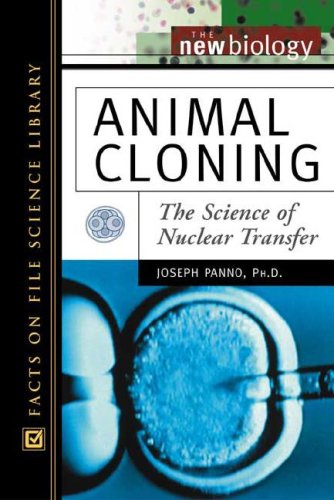 THE
new biology
ANIMAL
CLONING
The Science of
Nuclear Transfer
JOSEPH PANNO, PH.D.
FACTS ON FILE SCIENCE LIBRARY